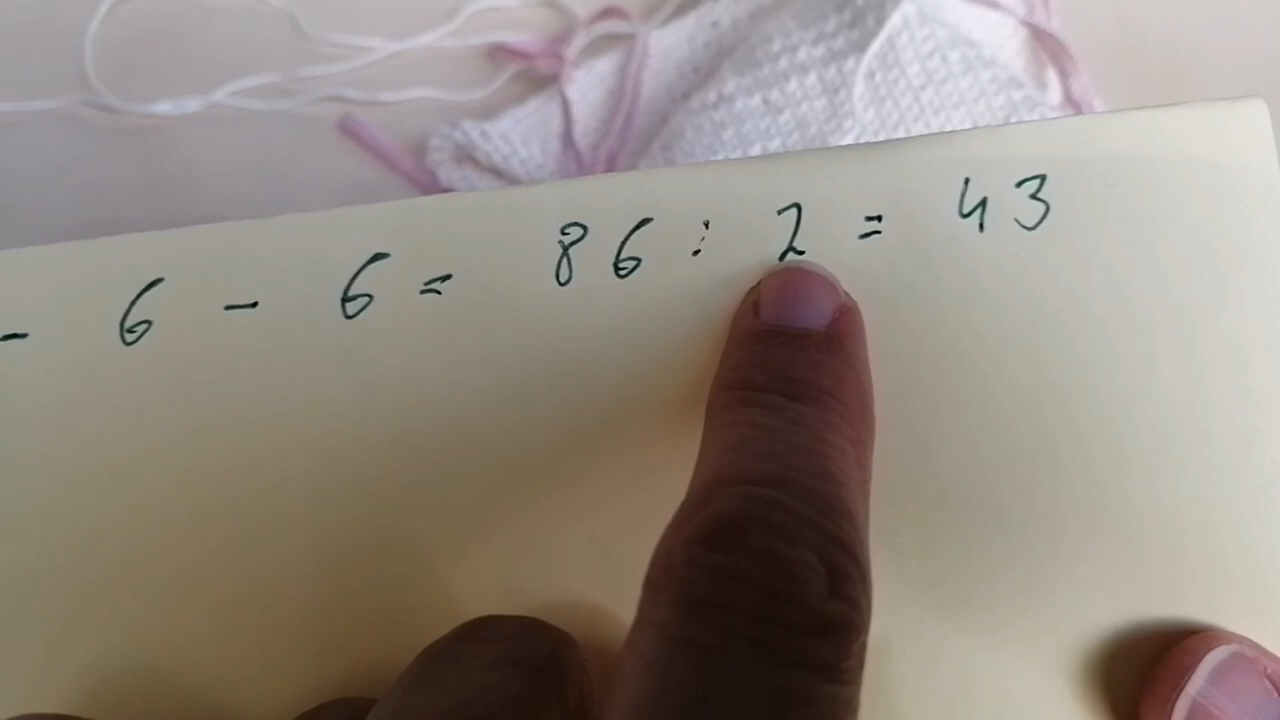 - 6 - 6 = 86 : 2 = 43